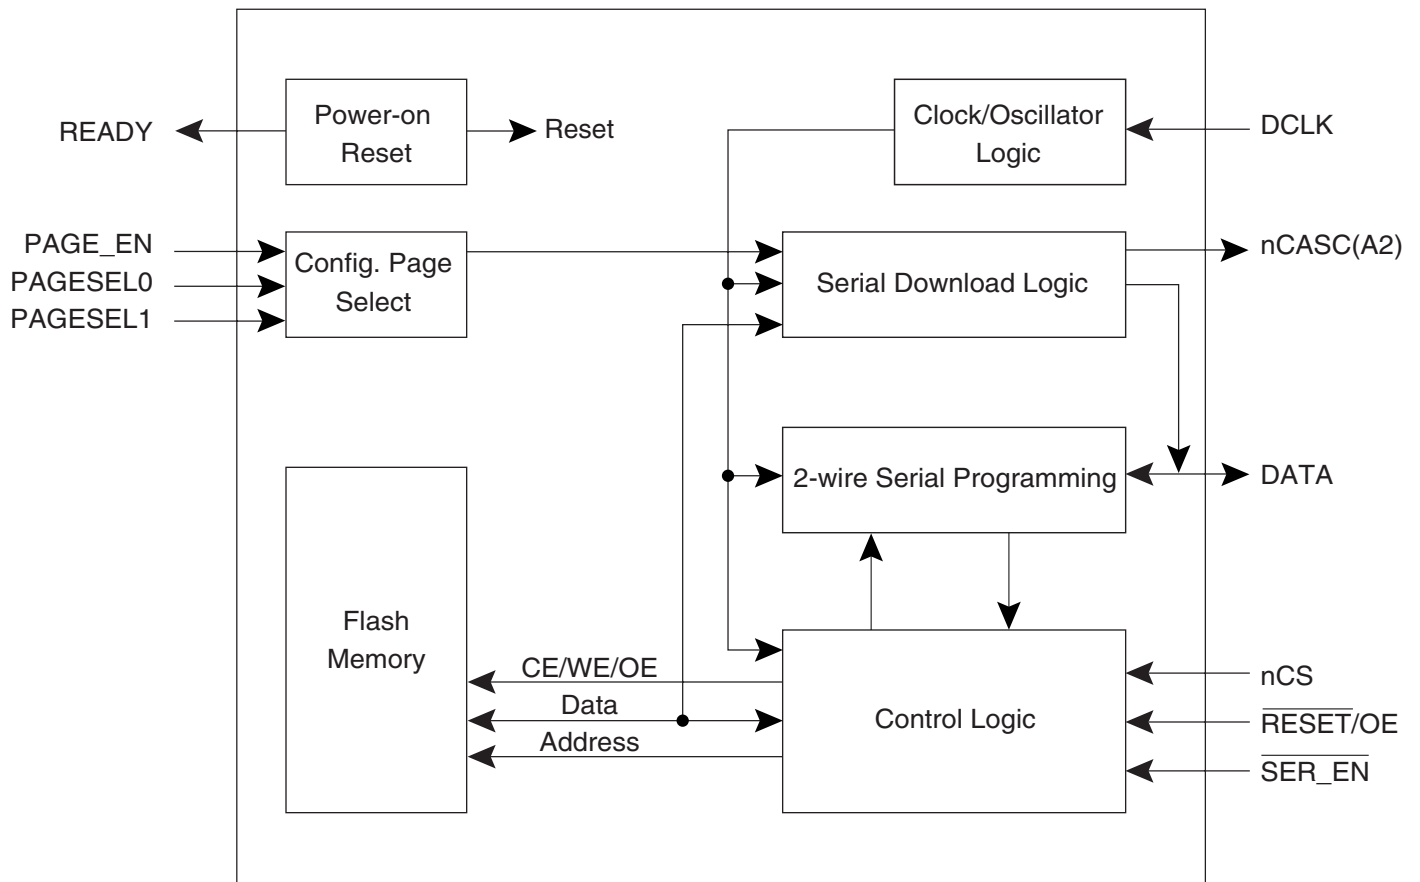 READY
Power-on
Reset
Reset
Clock/Oscillator
Logic
DCLK
PAGE_EN
PAGESEL0
PAGESEL1
Config. Page
Select
Serial Download Logic
nCASC(A2)
2-wire Serial Programming
DATA
Flash
Memory
CE/WE/OE
Data
Address
Control Logic
nCS
RESET/OE
SER_EN